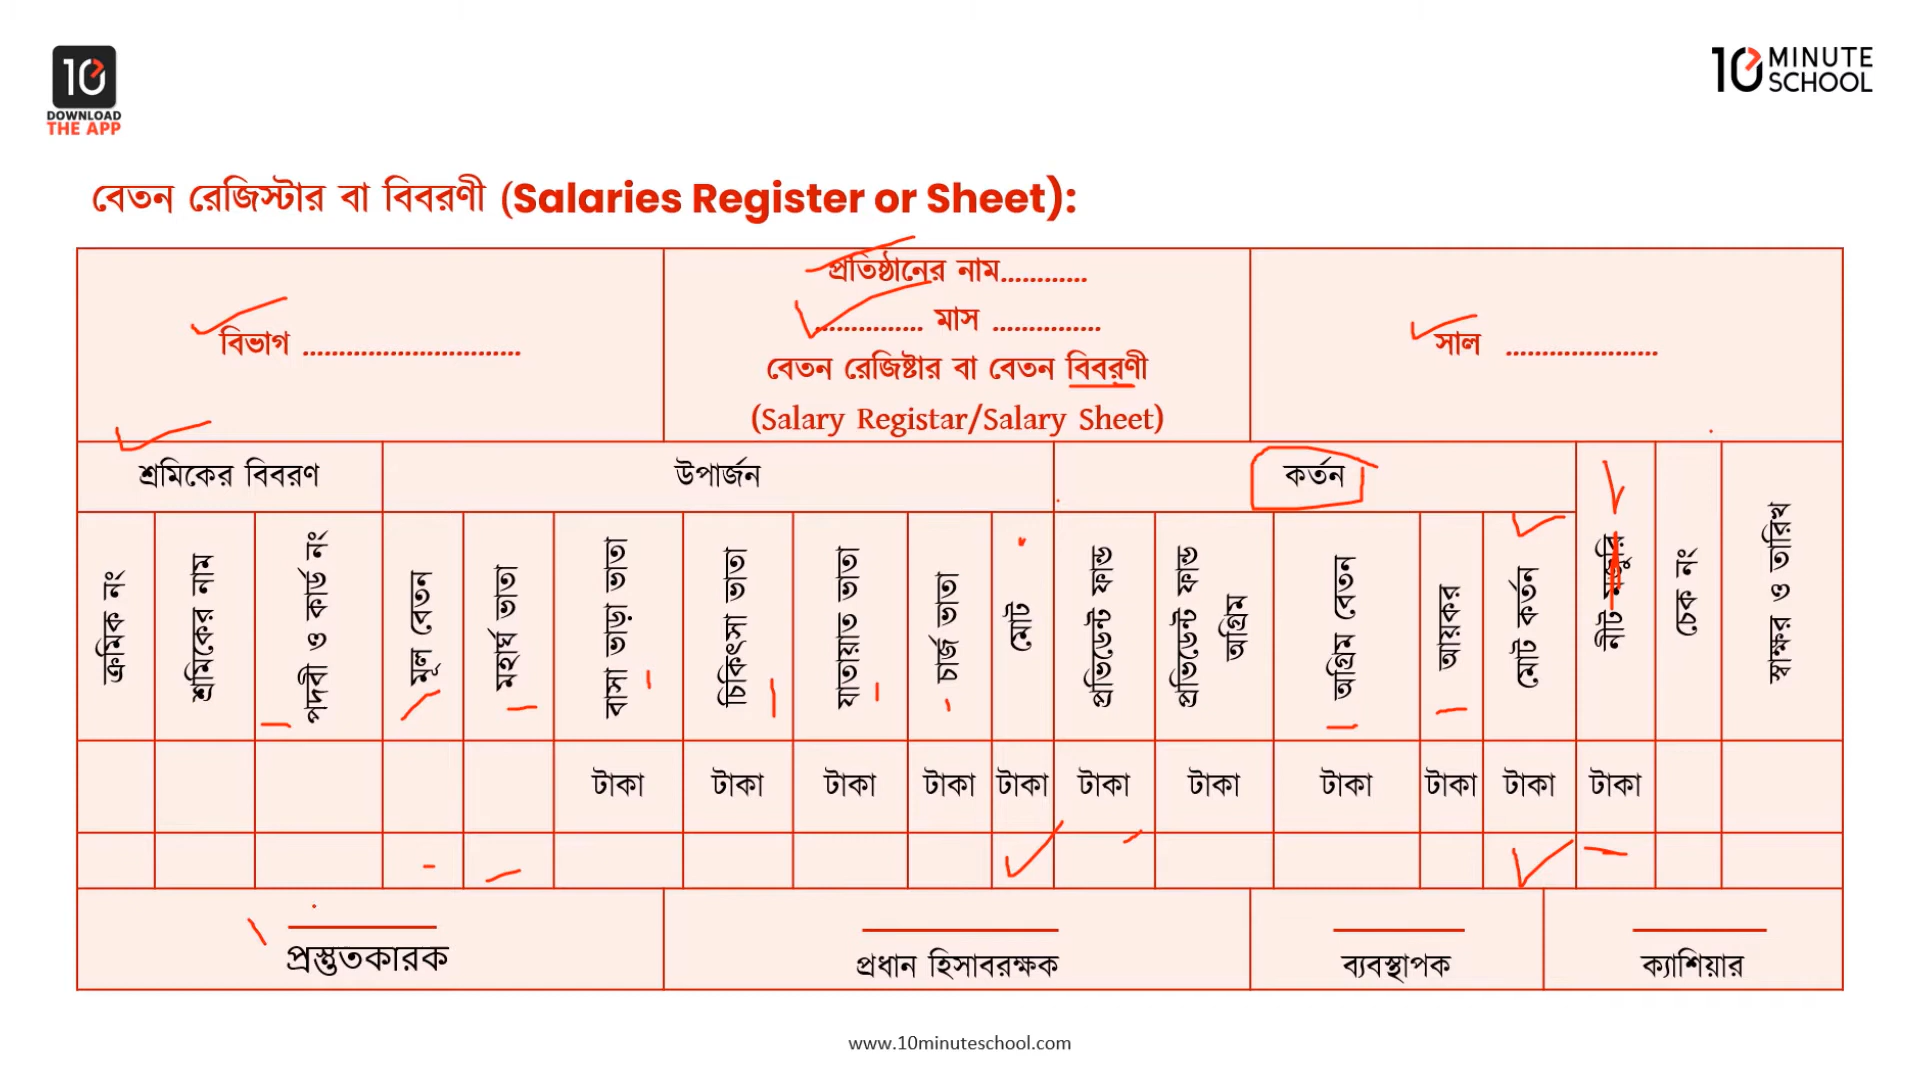 10
DOWNLOAD
THE APP
10 MINUTE
SCHOOL
বেতন রেজিস্টার বা বিবরণী (Salaries Register or Sheet):
প্রতিষ্ঠানের নাম............
............... মাস ...............
বেতন রেজিষ্টার বা বেতন বিবরণী
(Salary Registar/Salary Sheet)
বিভাগ ..............................
সাল .....................
শ্রমিকের বিবরণ
উপার্জন
কর্তন
ক্রমিক নং
শ্রমিকের নাম
পদবী ও কার্ড নং
মূল বেতন
মহার্ঘ ভাতা
বাসা ভাড়া ভাতা
চিকিৎসা ভাতা
যাতায়াত ভাতা
চার্জ ভাতা
মোট
প্রভিডেন্ট ফান্ড
প্রভিডেন্ট ফান্ড
অগ্রিম
অগ্রিম বেতন
আয়কর
মোট কর্তন
নীট মজুরি
চেক নং
স্বাক্ষর ও তারিখ
টাকা টাকা টাকা টাকা টাকা টাকা টাকা টাকা টাকা টাকা টাকা
প্রস্তুতকারক
প্রধান হিসাবরক্ষক
ব্যবস্থাপক
ক্যাশিয়ার
www.10minuteschool.com